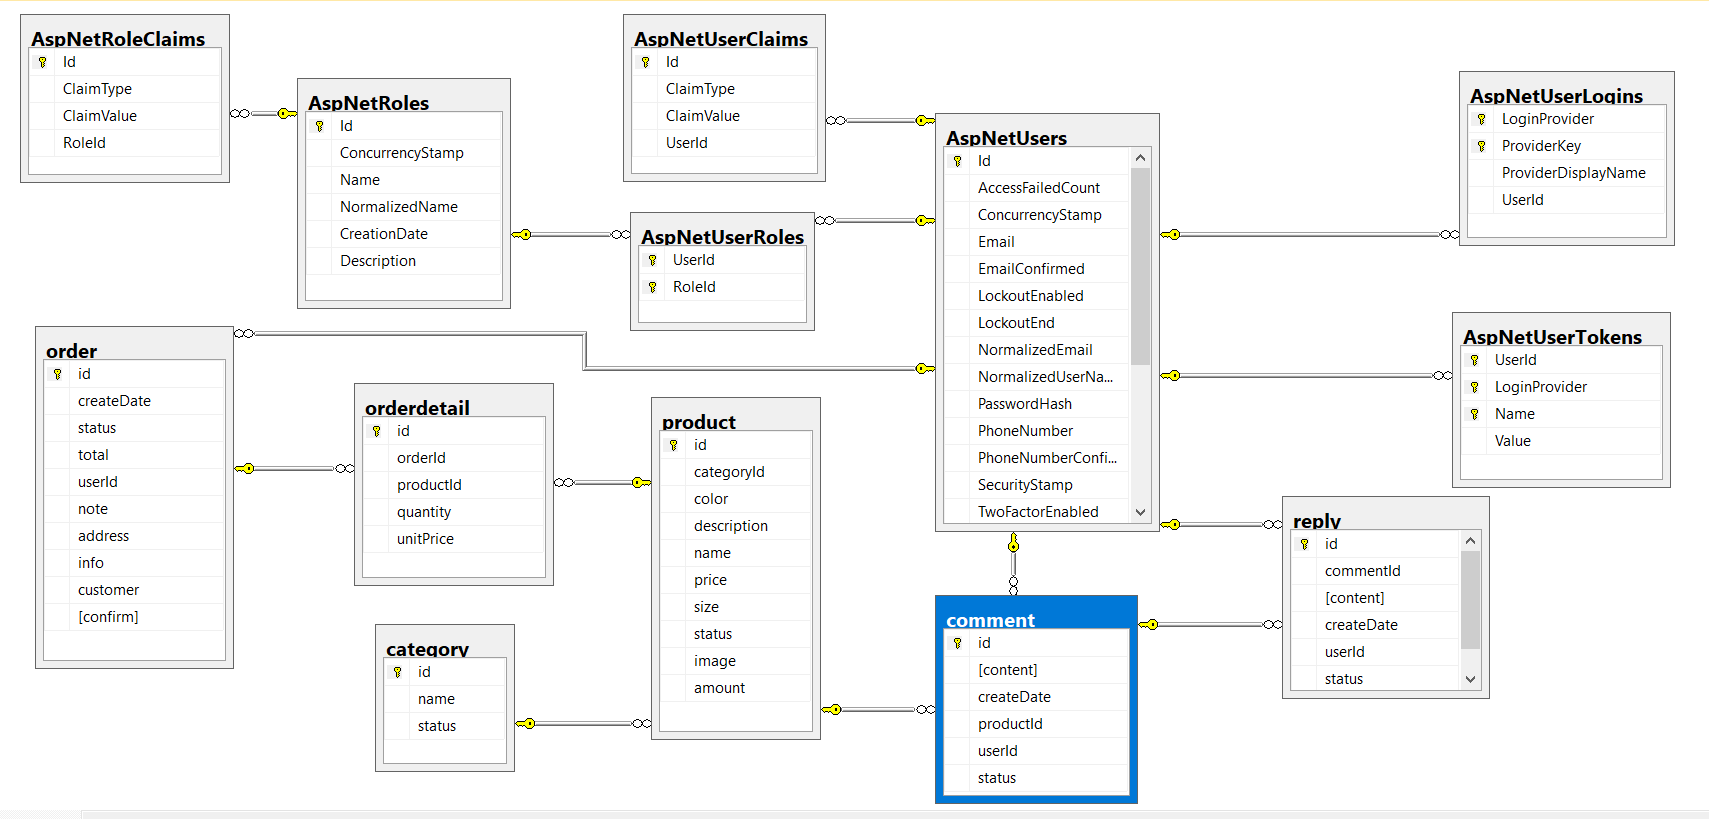 AspNetRoleClaims
Id
ClaimType
ClaimValue
RoleId
AspNetRoles
Id
ConcurrencyStamp
Name
NormalizedName
CreationDate
Description
AspNetUserClaims
Id
ClaimType
ClaimValue
UserId
AspNetUserRoles
UserId
RoleId
AspNetUsers
Id
AccessFailedCount
ConcurrencyStamp
Email
EmailConfirmed
LockoutEnabled
LockoutEnd
NormalizedEmail
NormalizedUserNa...
PasswordHash
PhoneNumber
PhoneNumberConfi...
SecurityStamp
TwoFactorEnabled
AspNetUserLogins
LoginProvider
ProviderKey
ProviderDisplayName
UserId
AspNetUserTokens
UserId
LoginProvider
Name
Value
order
id
createDate
status
total
userId
note
address
info
customer
[confirm]
orderdetail
id
orderId
productId
quantity
unitPrice
product
id
categoryId
color
description
name
price
size
status
image
amount
category
id
name
status
comment
id
[content]
createDate
productId
userId
status
reply
id
commentId
[content]
createDate
userId
status